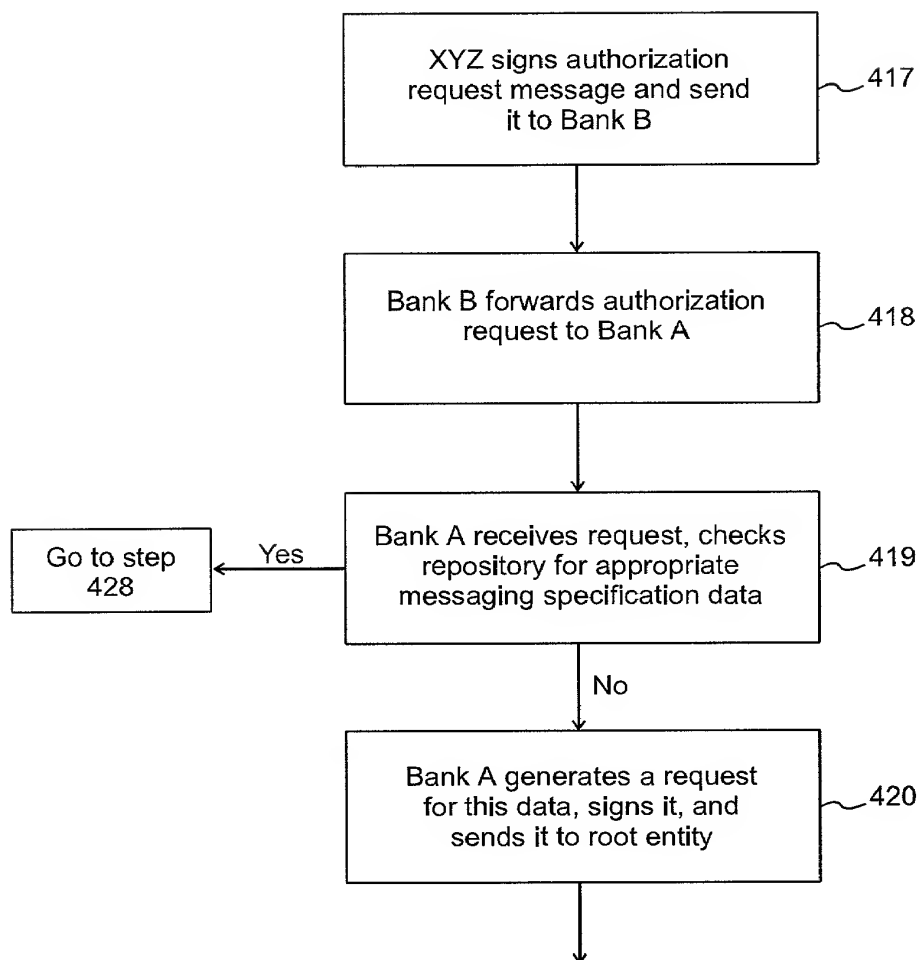 XYZ signs authorization
request message and send
it to Bank B
417
Bank B forwards authorization
request to Bank A
418
Bank A receives request, checks
repository for appropriate
messaging specification data
419
Yes
Go to step
428
No
Bank A generates a request
for this data, signs it, and
sends it to root entity
420